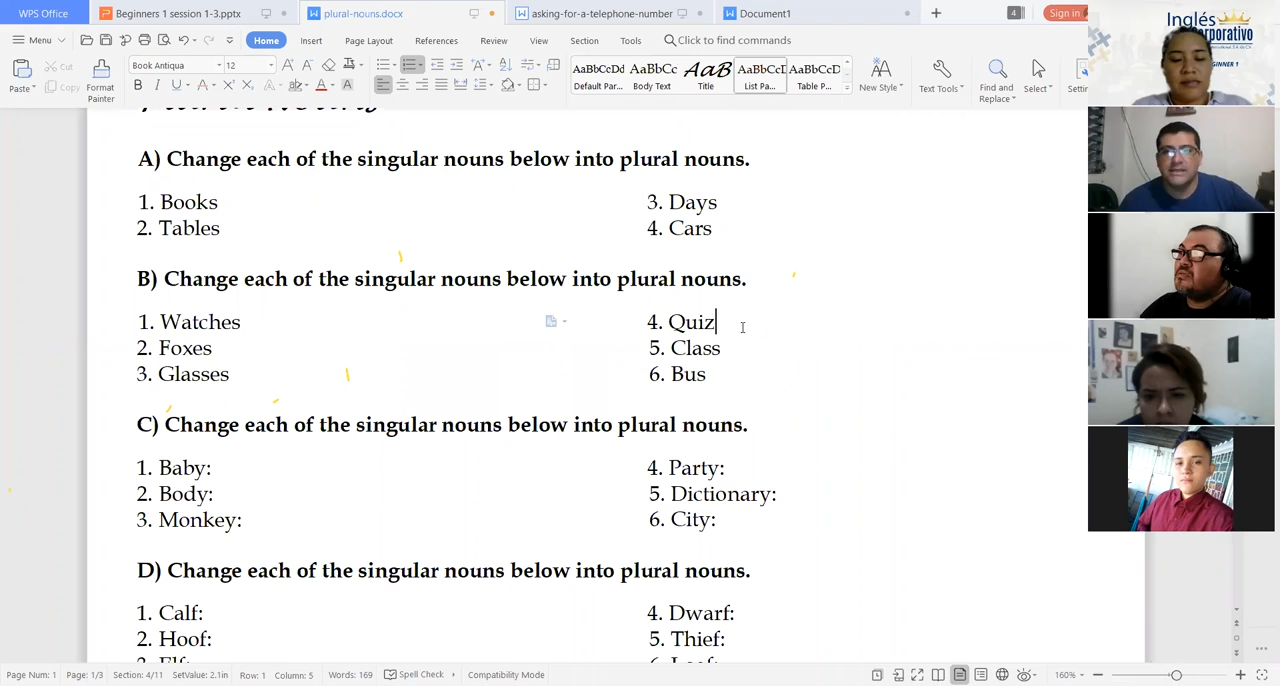 WPS Office
Beginners 1 session 1-3.pptx
plural-nouns.docx
asking-for-a-telephone-number
Document1
4
Sign in
Menu
Home
Insert
Page Layout
References
Review
View
Section
Tools
Click to find commands
Paste
Cut
Copy
Format Painter
Book Antiqua
12
AaBbCcDd
Default Par...
AaBbCc
Body Text
AaB
Title
AaBbCcI
List Pa...
AaBbCcD
Table P...
New Style
Text Tools
Find and Replace
Select
Inglés
Corporativo
A) Change each of the singular nouns below into plural nouns.
1. Books
2. Tables
3. Days
4. Cars
B) Change each of the singular nouns below into plural nouns.
1. Watches
2. Foxes
3. Glasses
4. Quiz
5. Class
6. Bus
C) Change each of the singular nouns below into plural nouns.
1. Baby:
2. Body:
3. Monkey:
4. Party:
5. Dictionary:
6. City:
D) Change each of the singular nouns below into plural nouns.
1. Calf:
2. Hoof:
4. Dwarf:
5. Thief:
Page Num: 1
Page: 1/3
Section: 4/11
SetValue: 2.1in
Row: 1
Column: 5
Words: 169
Spell Check
Compatibility Mode
160%